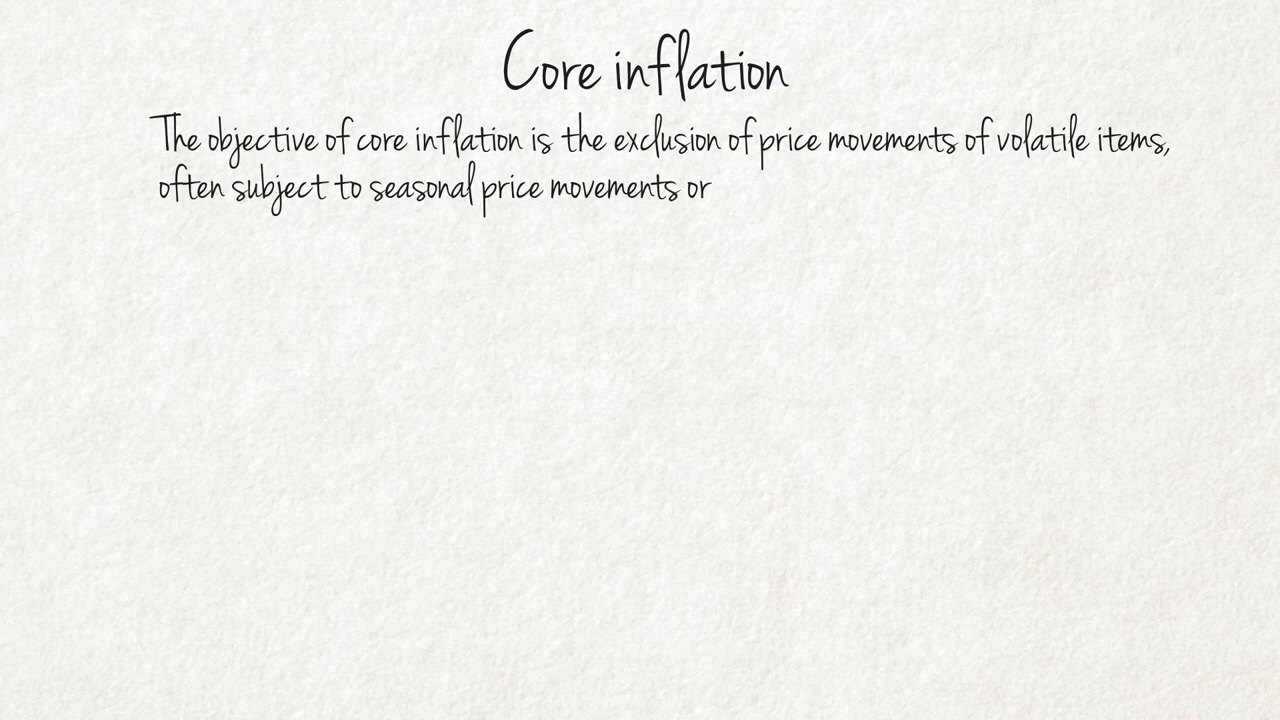 Core inflation
The objective of core inflation is the exclusion of price movements of volatile items,
often subject to seasonal price movements or